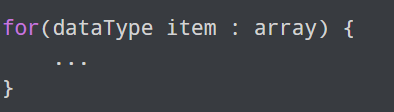 for(dataType item : array) {
    ...
}